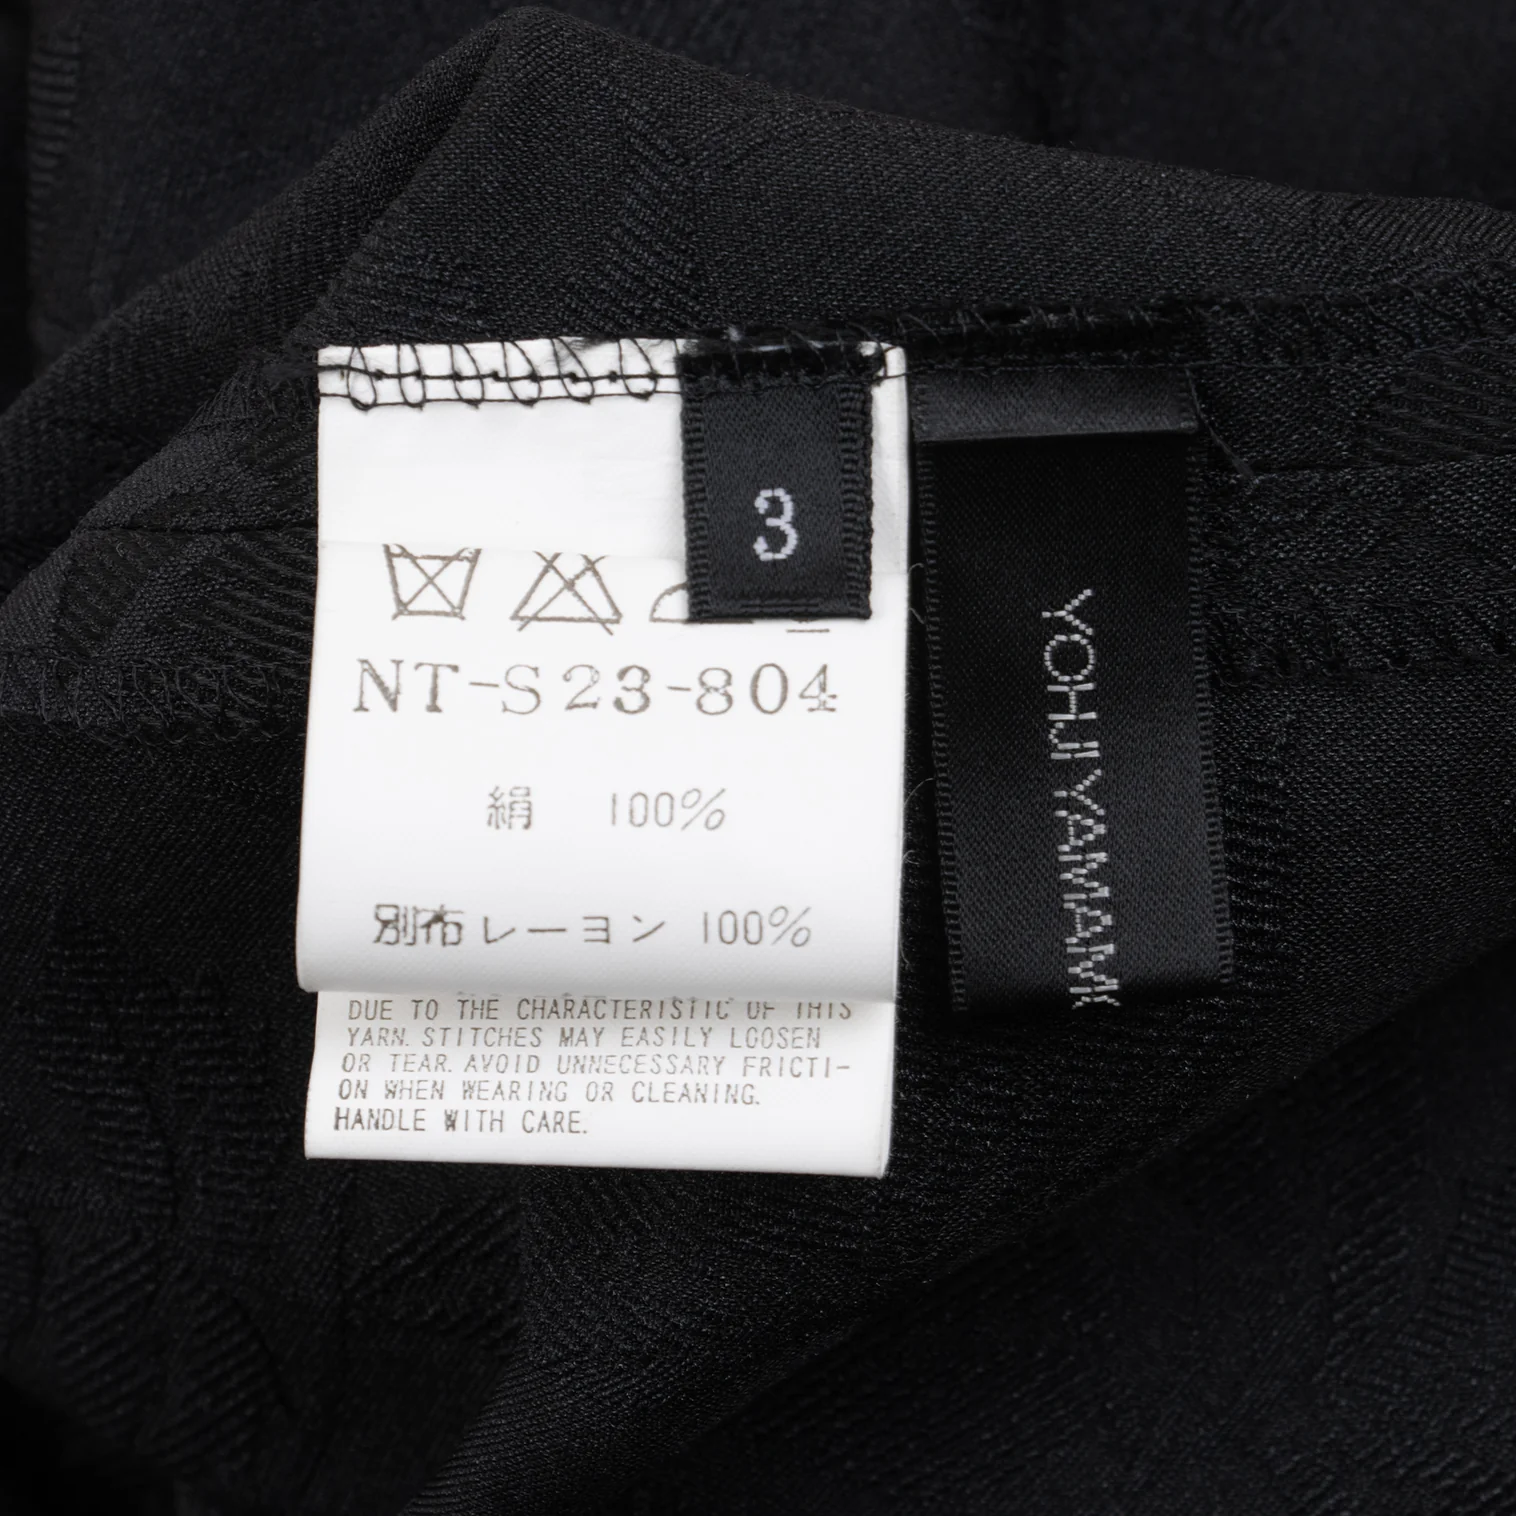 3
NT-S23-804
絹 100%
別布レーヨン 100%
DUE TO THE CHARACTERISTIC OF THIS
YARN. STITCHES MAY EASILY LOOSEN
OR TEAR. AVOID UNNECESSARY FRICTI-
ON WHEN WEARING OR CLEANING.
HANDLE WITH CARE.
YOHJI YAMAM